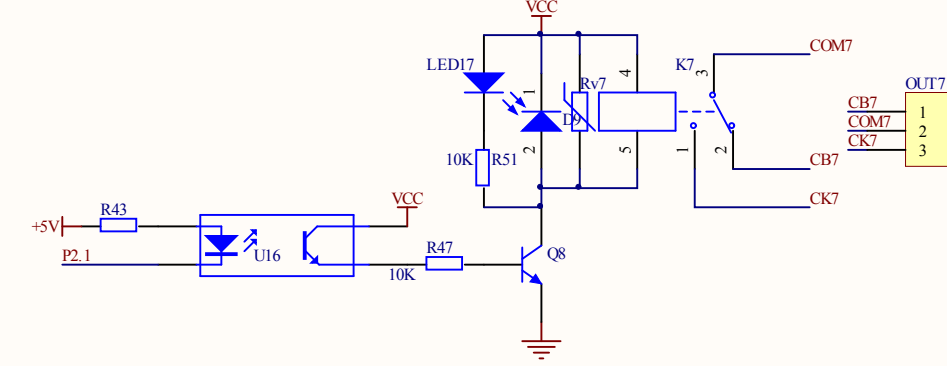 VCC
LED17
1
Rv7
4
K7
3
COM7
OUT7
D9
CB7
1
COM7
2
CK7
3
10K
R51
2
5
1
2
CB7
CK7
VCC
R43
+5V
P2.1
U16
R47
10K
Q8